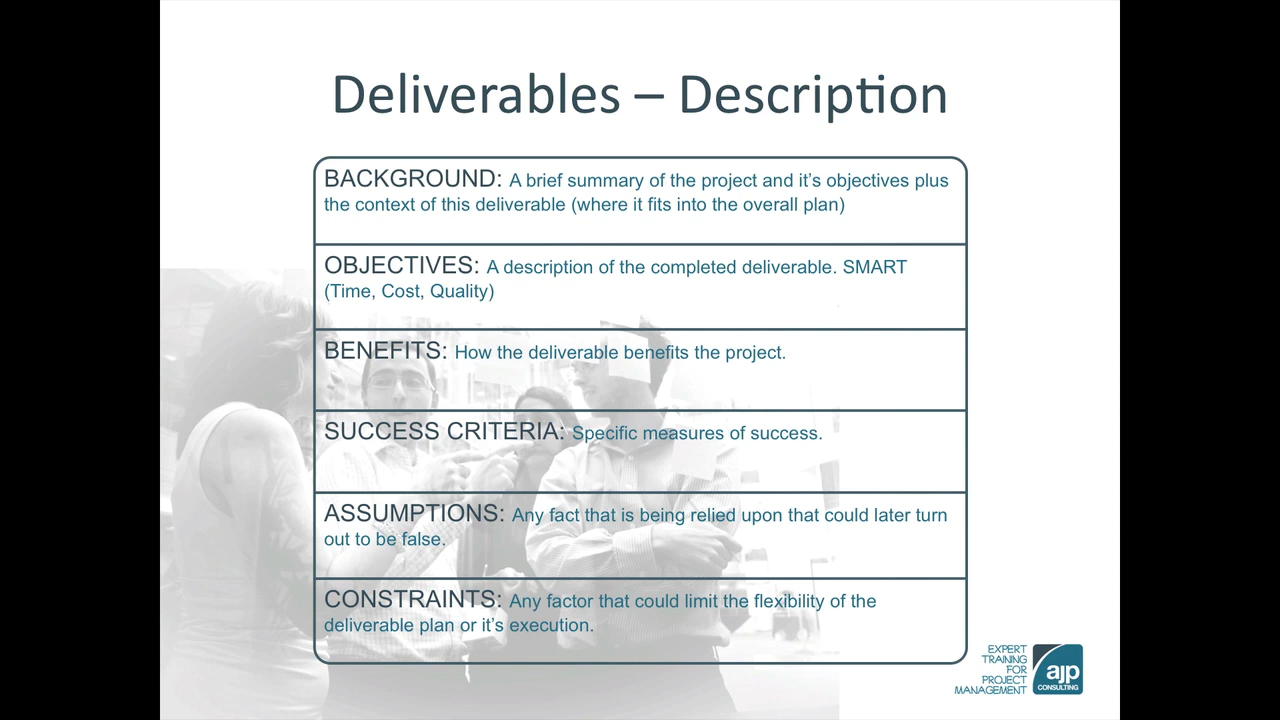 Deliverables – Description
BACKGROUND: A brief summary of the project and it's objectives plus
the context of this deliverable (where it fits into the overall plan)
OBJECTIVES: A description of the completed deliverable. SMART
(Time, Cost, Quality)
BENEFITS: How the deliverable benefits the project.
SUCCESS CRITERIA: Specific measures of success.
ASSUMPTIONS: Any fact that is being relied upon that could later turn
out to be false.
CONSTRAINTS: Any factor that could limit the flexibility of the
deliverable plan or it's execution.
EXPERT
TRAINING
FOR
PROJECT
MANAGEMENT
ajp
CONSULTING